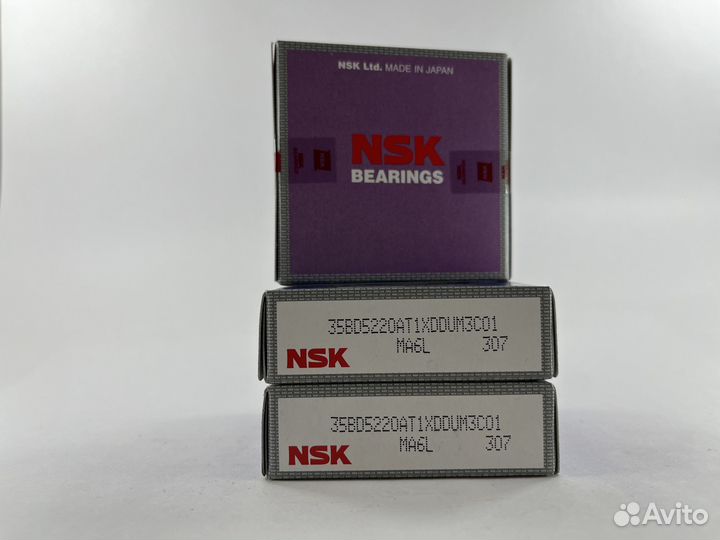 NSK Ltd. MADE IN JAPAN
NSK
BEARINGS
35BD5220AT1XDDUM3C01
MA6L 307
NSK
35BD5220AT1XDDUM3C01
MA6L 307
NSK
Avito